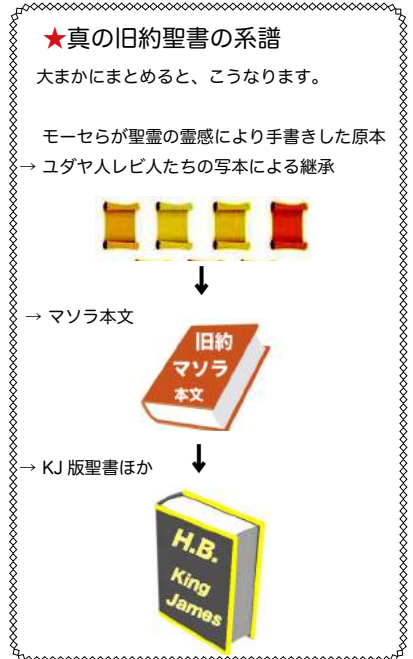 ★真の旧約聖書の系譜
大まかにまとめると、こうなります。
モーセらが聖霊の霊感により手書きした原本
→ ユダヤ人レビ人たちの写本による継承
→ マソラ本文
旧約
マソラ
本文
→ KJ 版聖書ほか
H.B.
King
James